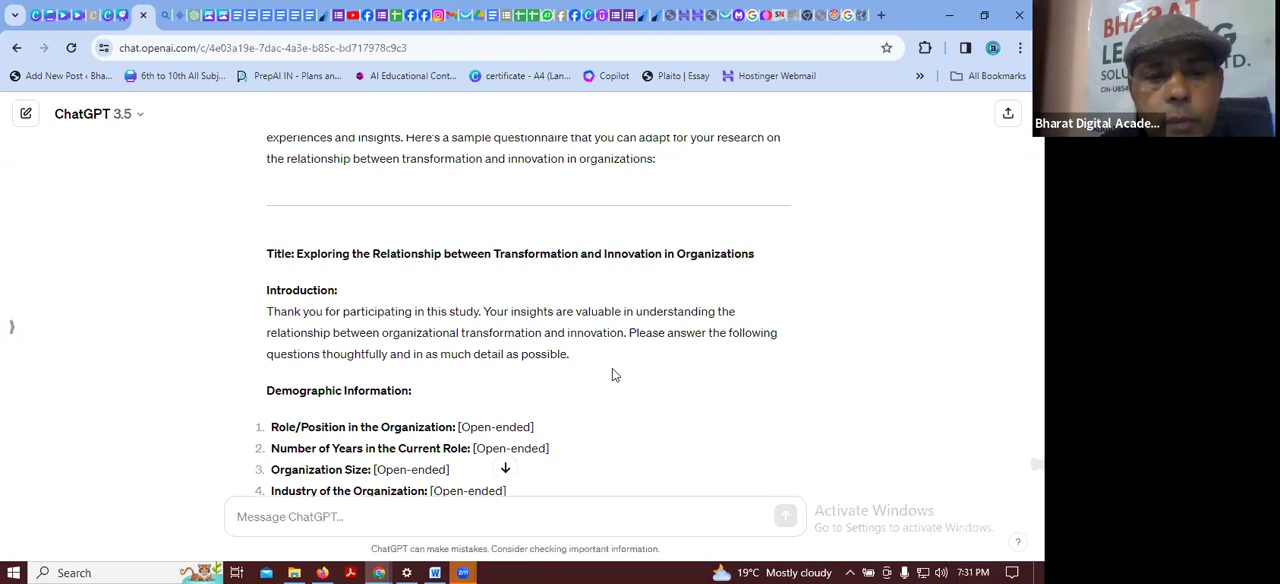 chat.openai.com/c/4e03a19e-7dac-4a3e-b85c-bd717978c9c3
Add New Post ‹ Bha...
6th to 10th All Subj...
PrepAI IN - Plans an...
AI Educational Cont...
certificate - A4 (Lan...
Copilot
Plaito | Essay
Hostinger Webmail
»
All Bookmarks
BHARAT
SOLU
TD.
CIN-U854
Bharat Digital Acade...
ChatGPT 3.5
experiences and insights. Here's a sample questionnaire that you can adapt for your research on
the relationship between transformation and innovation in organizations:
Title: Exploring the Relationship between Transformation and Innovation in Organizations
Introduction:
Thank you for participating in this study. Your insights are valuable in understanding the
relationship between organizational transformation and innovation. Please answer the following
questions thoughtfully and in as much detail as possible.
Demographic Information:
1. Role/Position in the Organization: [Open-ended]
2. Number of Years in the Current Role: [Open-ended]
3. Organization Size: [Open-ended]
4. Industry of the Organization: [Open-ended]
Message ChatGPT...
Activate Windows
Go to Settings to activate Windows.
?
ChatGPT can make mistakes. Consider checking important information.
Search
19°C Mostly cloudy
7:31 PM